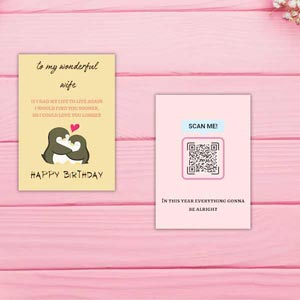 to my wonderful
wife
IF I HAD MY LIFE TO LIVE AGAIN
I WOULD FIND YOU SOONER,
SO I COULD LOVE YOU LONGER
HAPPY BIRTHDAY
SCAN ME!
IN THIS YEAR EVERYTHING GONNA
BE ALRIGHT